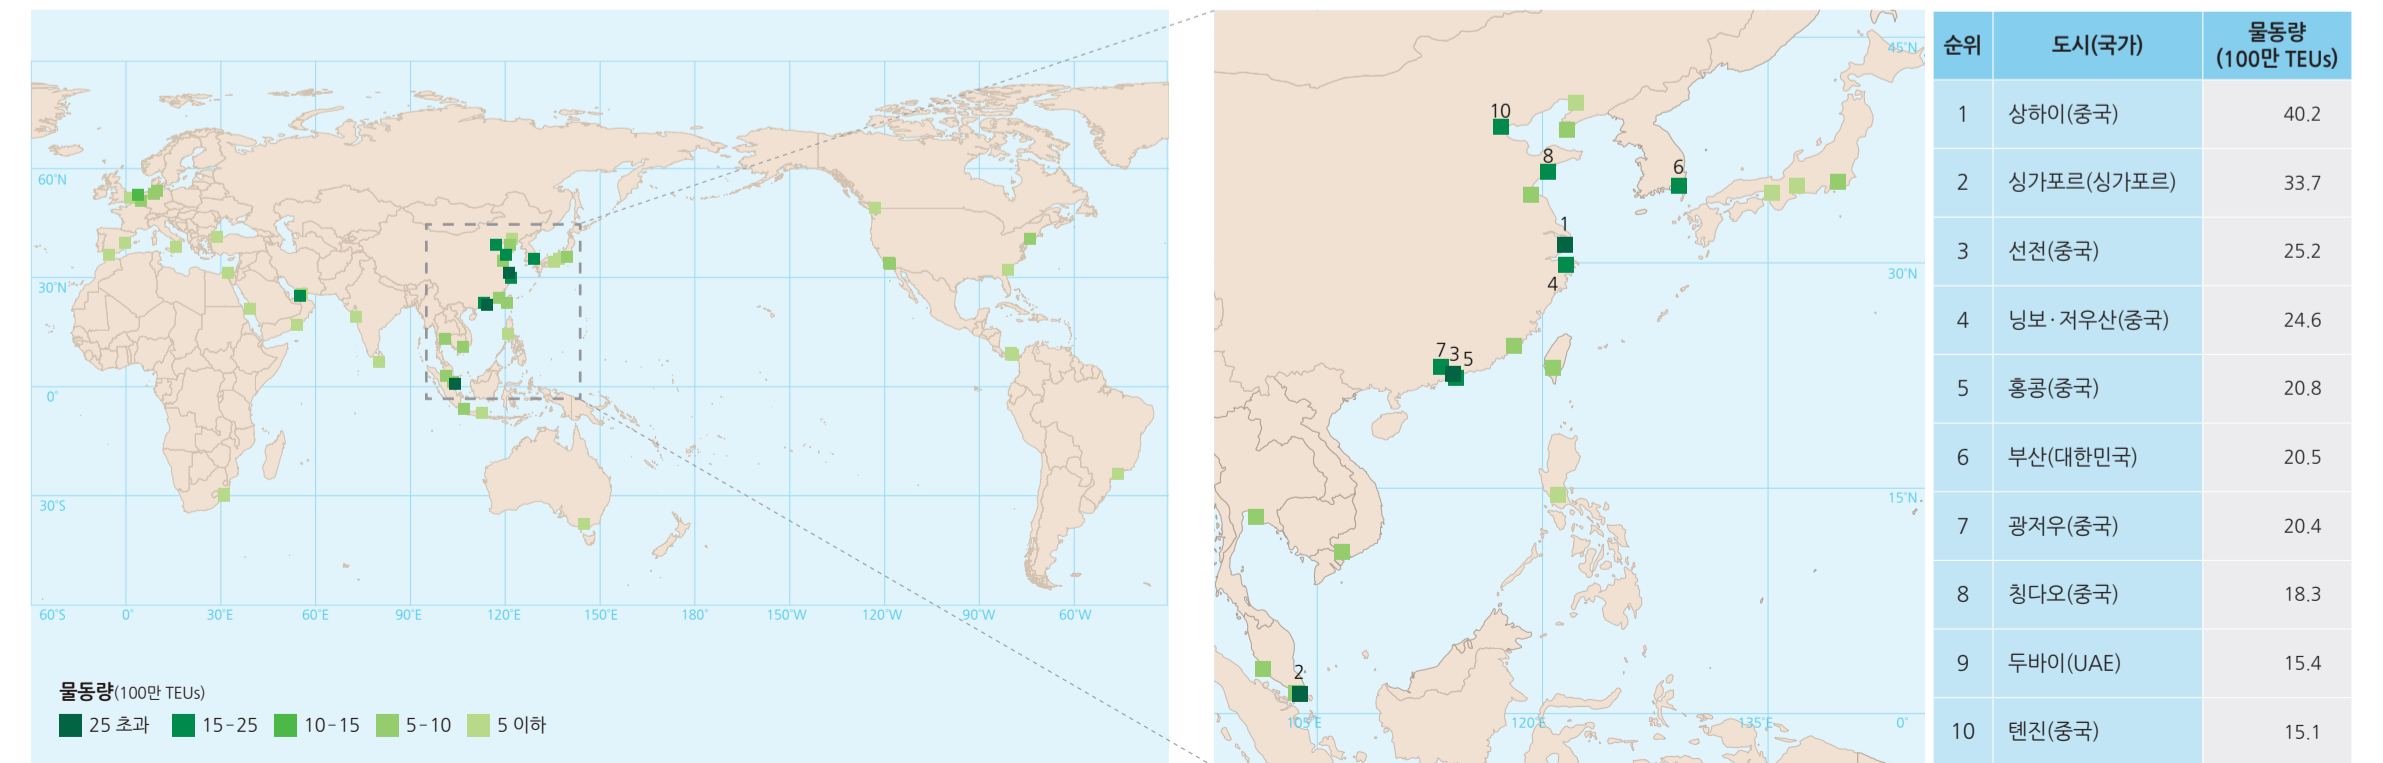 60°N
30°N
0°
30°S
60°S 0° 30°E 60°E 90°E 120°E 150°E 180° 150°W 120°W 90°W 60°W
물동량(100만 TEUs)
25 초과 15-25 10-15 5-10 5 이하
45°N
10
8
6
1
30°N
4
7 3 5
15°N
2
105°E 120°E 135°E 0°
순위 도시(국가) 물동량
(100만 TEUs)
1 상하이(중국) 40.2
2 싱가포르(싱가포르) 33.7
3 선전(중국) 25.2
4 닝보·저우산(중국) 24.6
5 홍콩(중국) 20.8
6 부산(대한민국) 20.5
7 광저우(중국) 20.4
8 칭다오(중국) 18.3
9 두바이(UAE) 15.4
10 톈진(중국) 15.1